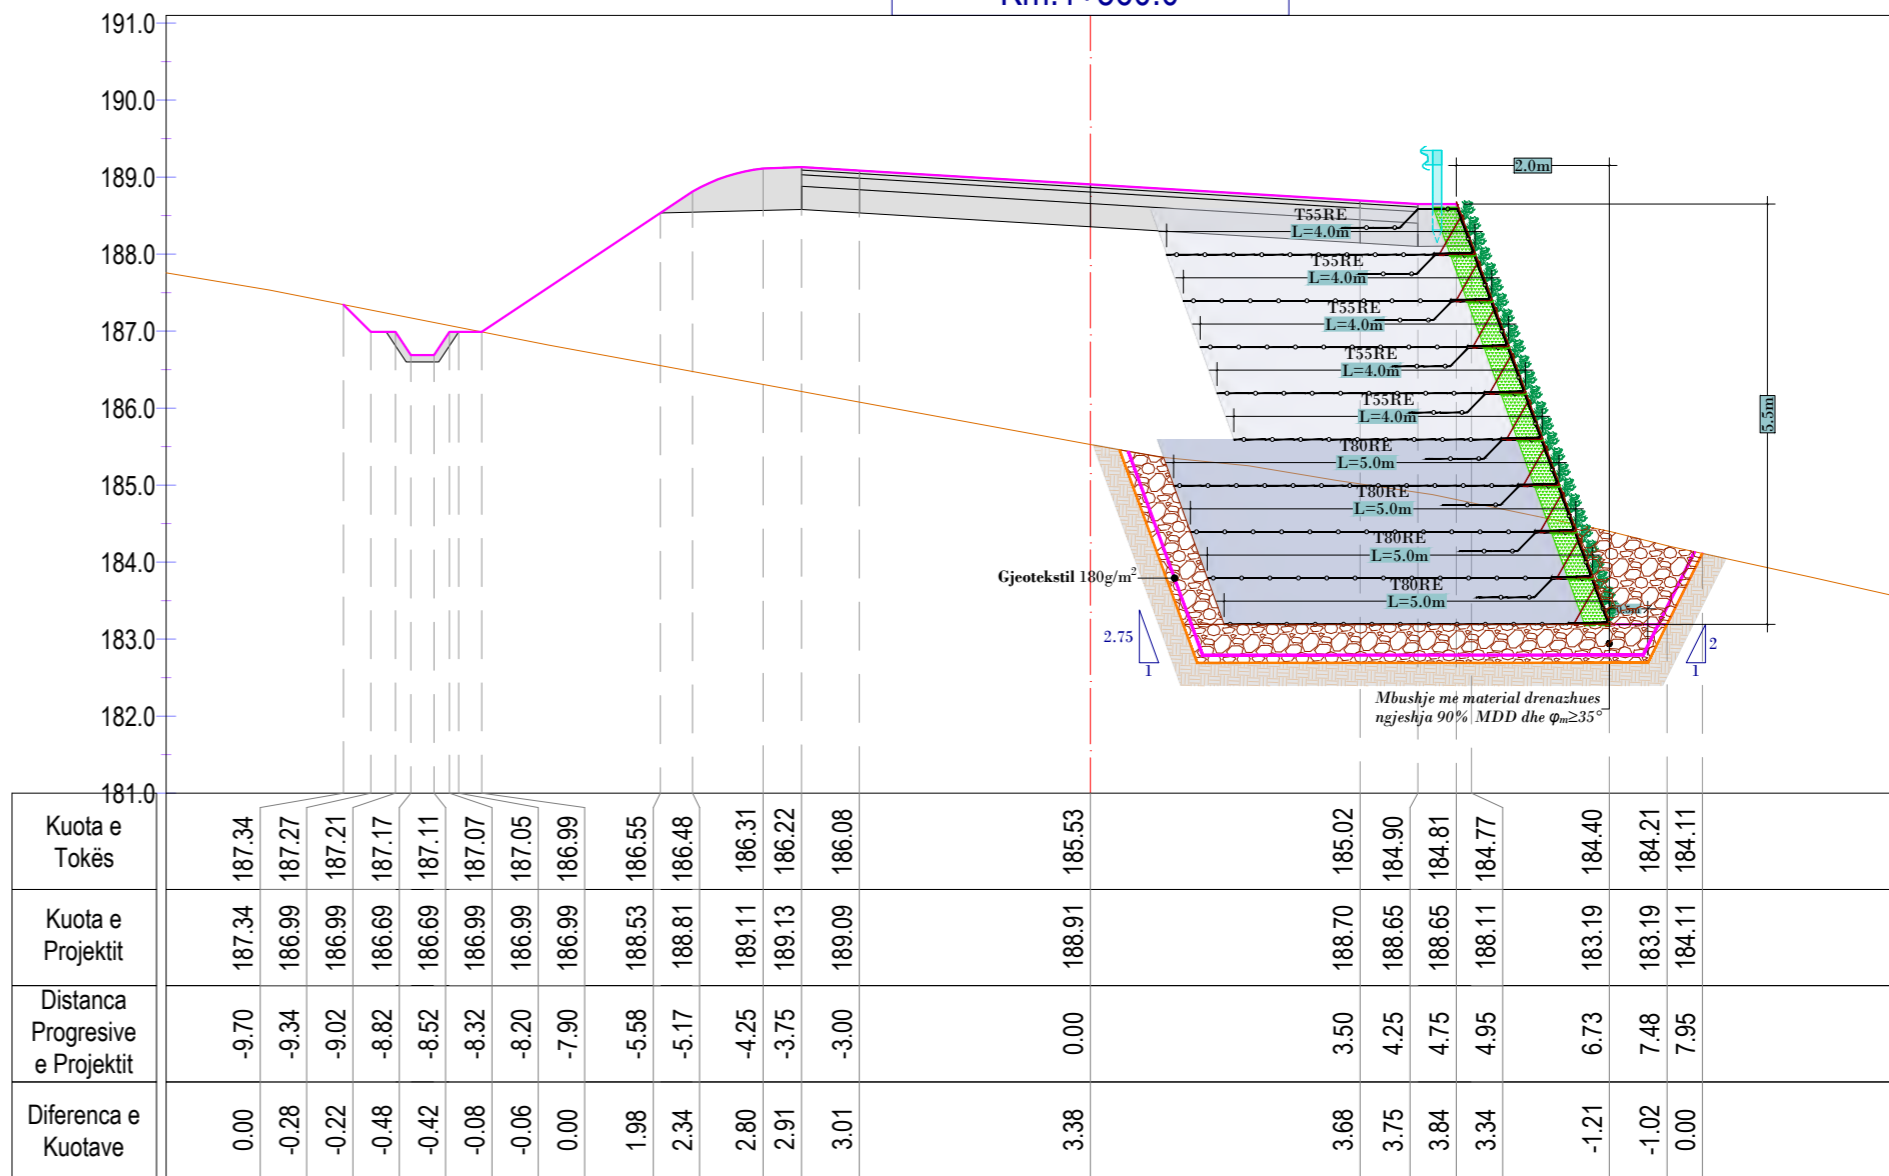 191.0
190.0
189.0
188.0
187.0
186.0
185.0
184.0
183.0
182.0
181.0
2.0m
5.5m
T55RE
L=4.0m
T55RE
L=4.0m
T55RE
L=4.0m
T55RE
L=4.0m
T55RE
L=4.0m
T80RE
L=5.0m
T80RE
L=5.0m
T80RE
L=5.0m
T80RE
L=5.0m
Gjeotekstil 180g/m²
2.75
1
2
1
Mbushje me material drenazhues
ngjeshja 90% MDD dhe φm≥35°
Kuota e
Tokës
187.34 187.27 187.21 187.17 187.11 187.07 187.05 186.99 186.55 186.48 186.31 186.22 186.08 185.53 185.02 184.90 184.81 184.77 184.40 184.21 184.11
Kuota e
Projektit
187.34 186.99 186.99 186.69 186.69 186.99 186.99 186.99 188.53 188.81 189.11 189.13 189.09 188.91 188.70 188.65 188.65 188.11 183.19 183.19 184.11
Distanca
Progresive
e Projektit
-9.70 -9.34 -9.02 -8.82 -8.52 -8.32 -8.20 -7.90 -5.58 -5.17 -4.25 -3.75 -3.00 0.00 3.50 4.25 4.75 4.95 6.73 7.48 7.95
Diferenca e
Kuotave
0.00 -0.28 -0.22 -0.48 -0.42 -0.08 -0.06 0.00 1.98 2.34 2.80 2.91 3.01 3.38 3.68 3.75 3.84 3.34 -1.21 -1.02 0.00